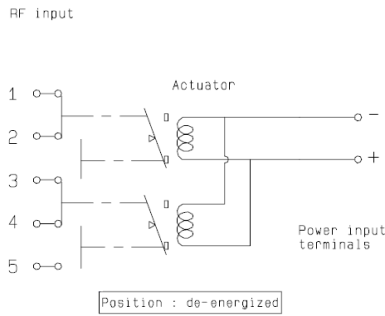 RF input
Actuator
1
2
3
4
5
-
+
Power input
terminals
Position : de-energized